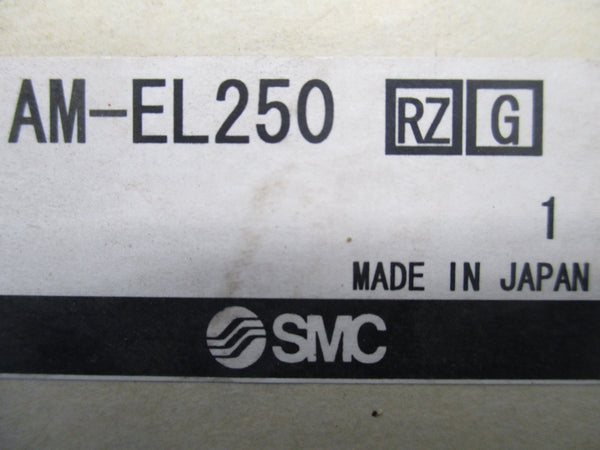 AM-EL250 RZ G
1
MADE IN JAPAN
SMC